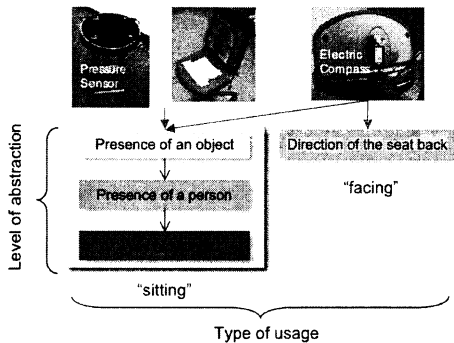 Pressure
Sensor
Electric
Compass
Presence of an object
Direction of the seat back
Presence of a person
"facing"
"sitting"
Level of abstraction
Type of usage